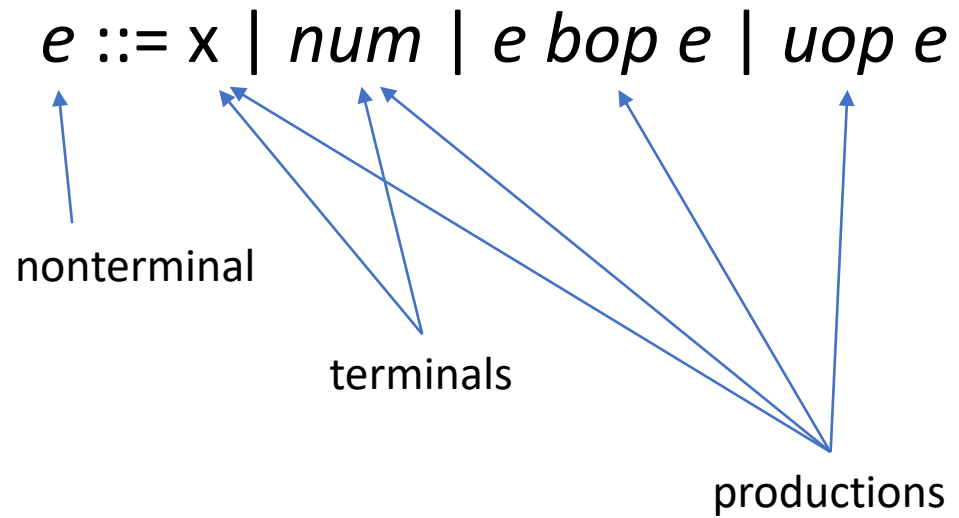 e ::= x | num | e bop e | uop e
nonterminal
terminals
productions